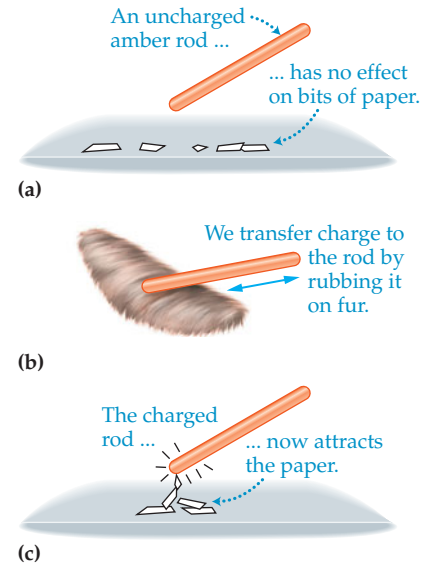 An uncharged
amber rod ...
... has no effect
on bits of paper.
(a)
We transfer charge to
the rod by
rubbing it
on fur.
(b)
The charged
rod ...
... now attracts
the paper.
(c)